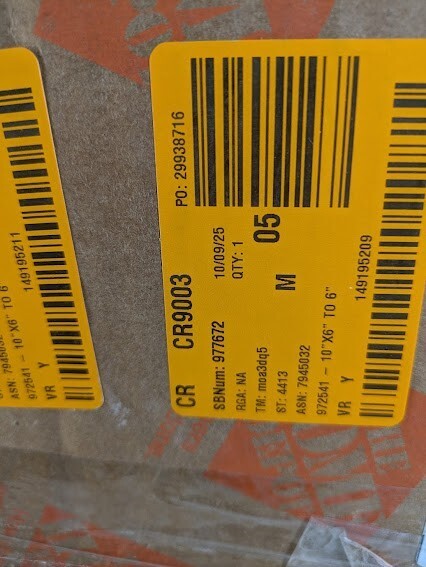 CR CR9003 PO: 29938716
SBNum: 977672 10/09/25
RGA: NA QTY: 1
TM: moa3dq5 05
ST: 4413 M
ASN: 7945032
972541 - 10"X6" TO 6"
VR Y 149195209
ASN:
972541 - 10"X6" TO 6
VR Y 149195211